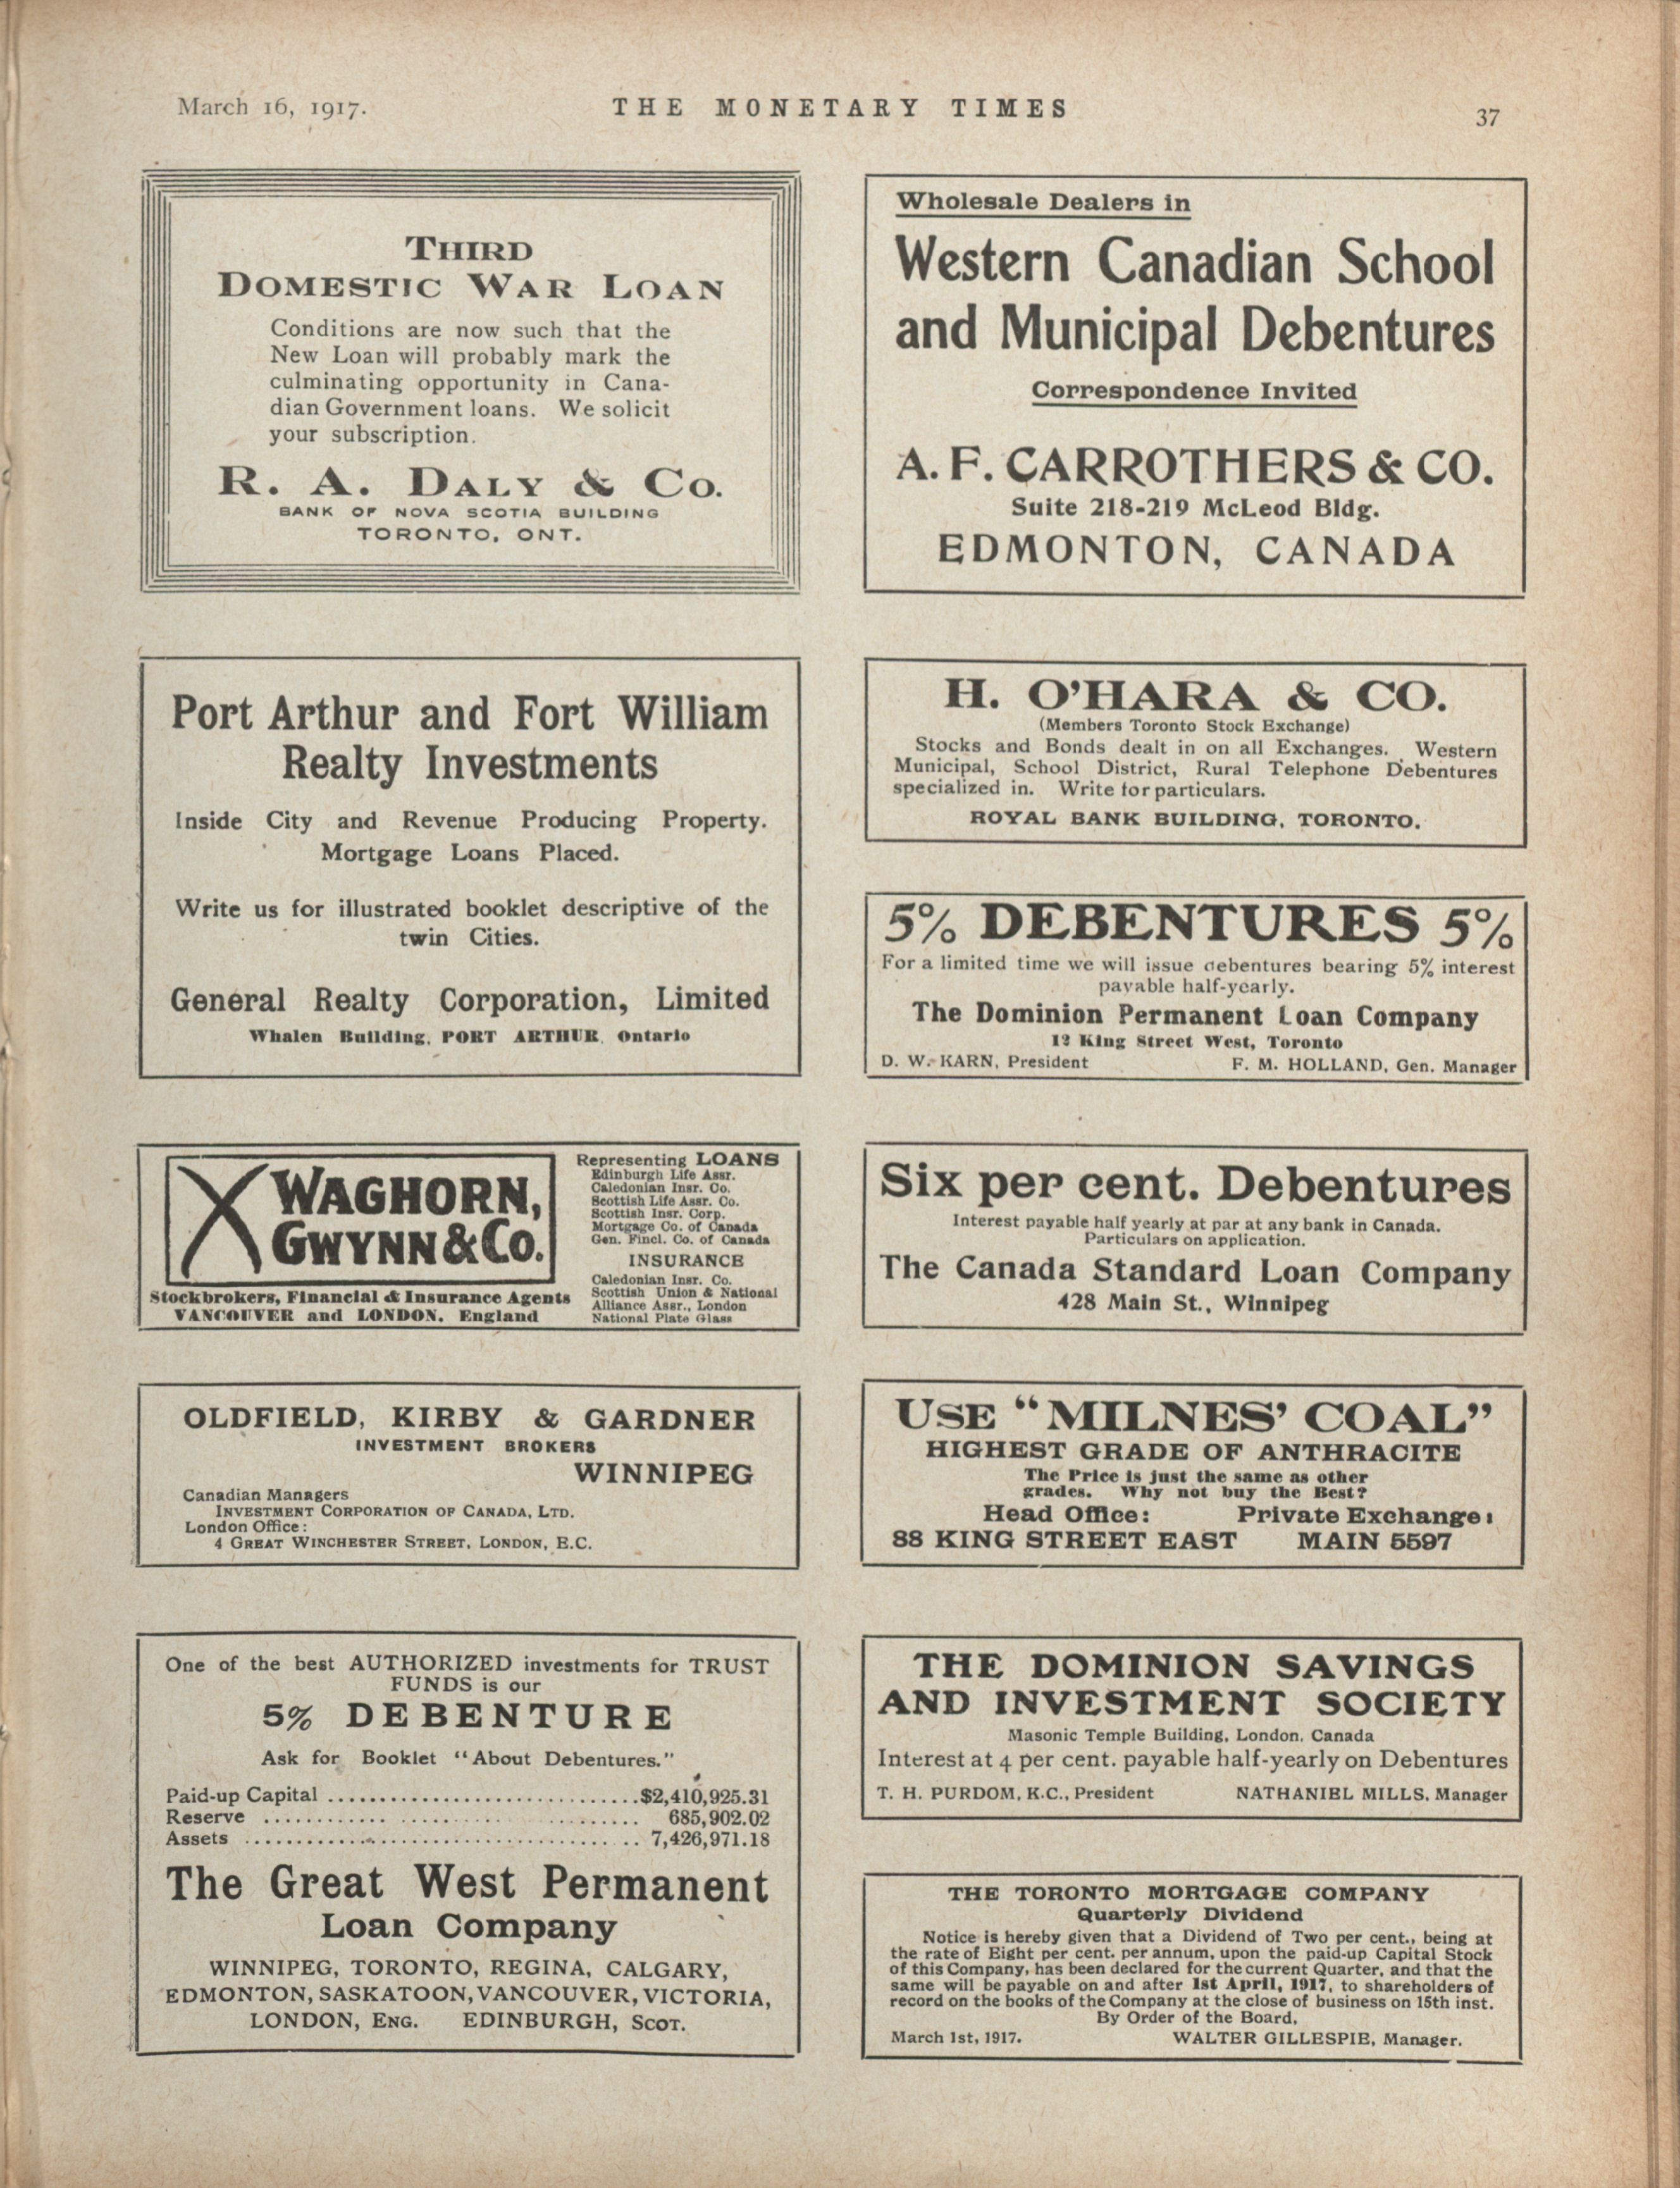 March 16, 1917.
THE MONETARY TIMES
37
THIRD
DOMESTIC WAR LOAN
Conditions are now such that the
New Loan will probably mark the
culminating opportunity in Cana-
dian Government loans. We solicit
your subscription.
R. A. DALY & CO.
BANK OF NOVA SCOTIA BUILDING
TORONTO, ONT.
Port Arthur and Fort William
Realty Investments
Inside City and Revenue Producing Property.
Mortgage Loans Placed.
Write us for illustrated booklet descriptive of the
twin Cities.
General Realty Corporation, Limited
Whalen Building, PORT ARTHUR, Ontario
WAGHORN,
GWYNN & CO.
Stockbrokers, Financial & Insurance Agents
VANCOUVER and LONDON, England
Representing LOANS
Edinburgh Life Assr.
Caledonian Insr. Co.
Scottish Life Assr. Co.
Scottish Insr. Corp.
Mortgage Co. of Canada
Gen. Fincl. Co. of Canada
INSURANCE
Caledonian Insr. Co.
Scottish Union & National
Alliance Assr., London
National Plate Glass
OLDFIELD, KIRBY & GARDNER
INVESTMENT BROKERS
WINNIPEG
Canadian Managers
INVESTMENT CORPORATION OF CANADA, LTD.
London Office:
4 GREAT WINCHESTER STREET, LONDON, E.C.
One of the best AUTHORIZED investments for TRUST
FUNDS is our
5% DEBENTURE
Ask for Booklet "About Debentures."
Paid-up Capital ..............................$2,410,925.31
Reserve .............................. 685,902.02
Assets .............................. 7,426,971.18
The Great West Permanent
Loan Company
WINNIPEG, TORONTO, REGINA, CALGARY,
EDMONTON, SASKATOON, VANCOUVER, VICTORIA,
LONDON, ENG. EDINBURGH, SCOT.
Wholesale Dealers in
Western Canadian School
and Municipal Debentures
Correspondence Invited
A. F. CARROTHERS & CO.
Suite 218-219 McLeod Bldg.
EDMONTON, CANADA
H. O'HARA & CO.
(Members Toronto Stock Exchange)
Stocks and Bonds dealt in on all Exchanges. Western
Municipal, School District, Rural Telephone Debentures
specialized in. Write for particulars.
ROYAL BANK BUILDING, TORONTO.
5% DEBENTURES 5%
For a limited time we will issue debentures bearing 5% interest
payable half-yearly.
The Dominion Permanent Loan Company
12 King Street West, Toronto
D. W. KARN, President F. M. HOLLAND, Gen. Manager
Six per cent. Debentures
Interest payable half yearly at par at any bank in Canada.
Particulars on application.
The Canada Standard Loan Company
428 Main St., Winnipeg
USE "MILNES' COAL"
HIGHEST GRADE OF ANTHRACITE
The Price is just the same as other
grades. Why not buy the Best?
Head Office: Private Exchange:
88 KING STREET EAST MAIN 5597
THE DOMINION SAVINGS
AND INVESTMENT SOCIETY
Masonic Temple Building, London, Canada
Interest at 4 per cent. payable half-yearly on Debentures
T. H. PURDOM, K.C., President NATHANIEL MILLS, Manager
THE TORONTO MORTGAGE COMPANY
Quarterly Dividend
Notice is hereby given that a Dividend of Two per cent., being at
the rate of Eight per cent. per annum, upon the paid-up Capital Stock
of this Company, has been declared for the current Quarter, and that the
same will be payable on and after 1st April, 1917, to shareholders of
record on the books of the Company at the close of business on 15th inst.
By Order of the Board,
March 1st, 1917. WALTER GILLESPIE, Manager.